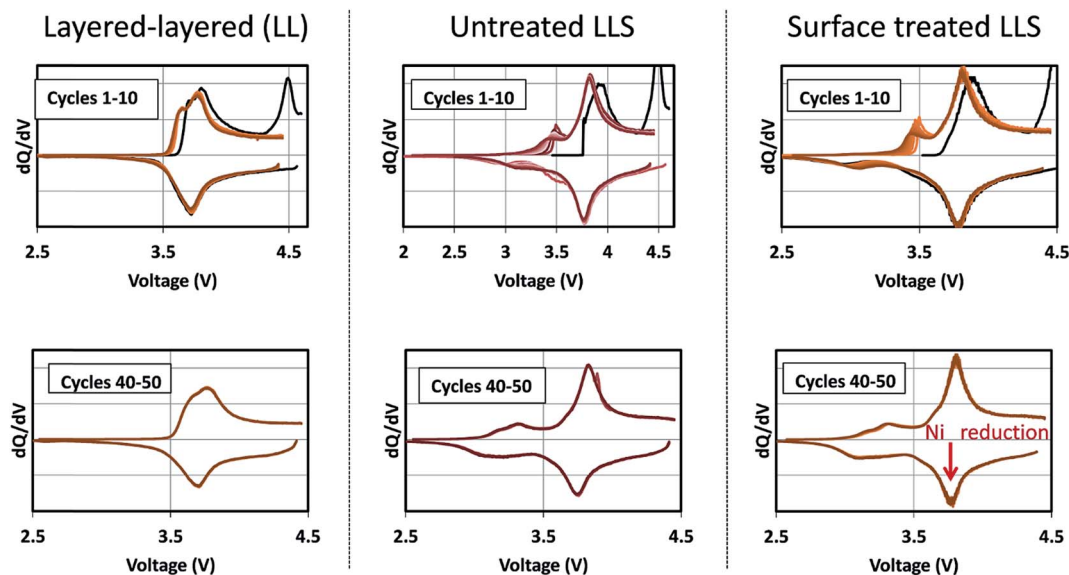 Layered-layered (LL)
Untreated LLS
Surface treated LLS
Cycles 1-10
dQ/dV
2.5 3.5 4.5
Voltage (V)
Cycles 1-10
dQ/dV
2 2.5 3 3.5 4 4.5
Voltage (V)
Cycles 1-10
dQ/dV
2.5 3.5 4.5
Voltage (V)
Cycles 40-50
dQ/dV
2.5 3.5 4.5
Voltage (V)
Cycles 40-50
dQ/dV
2.5 3.5 4.5
Voltage (V)
Cycles 40-50
dQ/dV
Ni reduction
2.5 3.5 4.5
Voltage (V)